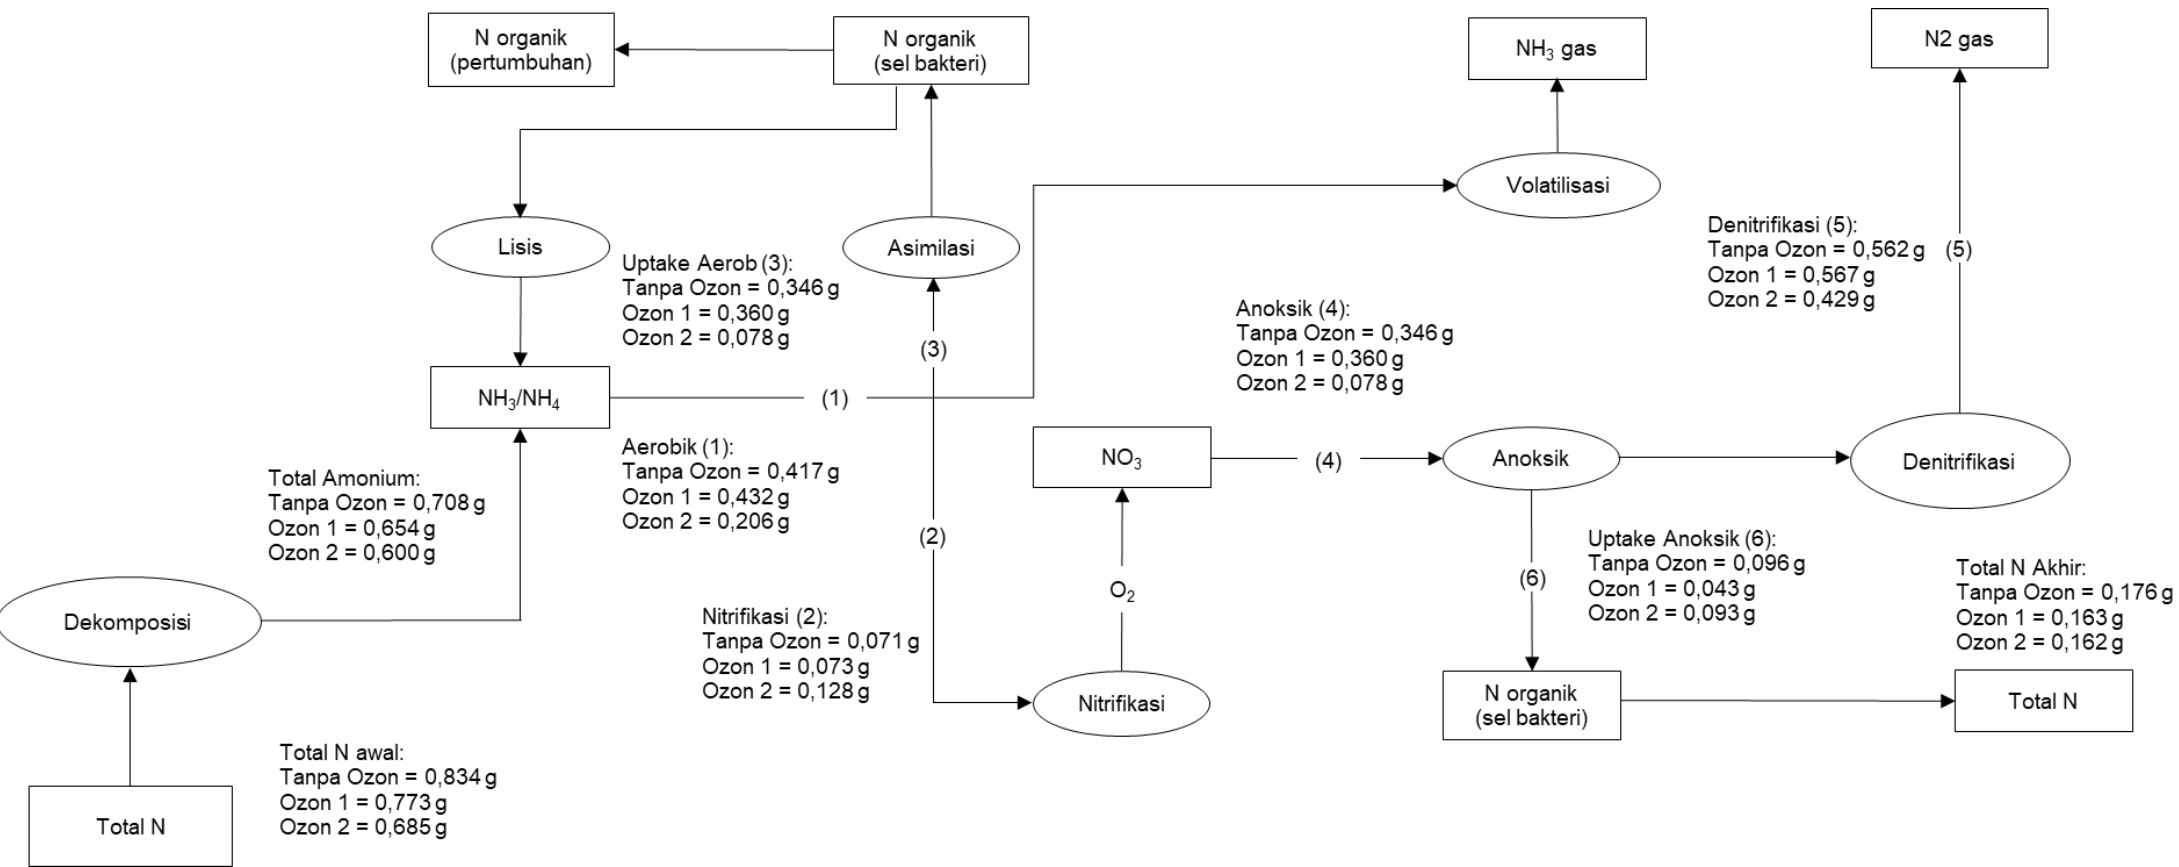 N organik
(pertumbuhan)
N organik
(sel bakteri)
NH₃ gas
N2 gas
Lisis
Asimilasi
Volatilisasi
Uptake Aerob (3):
Tanpa Ozon = 0,346 g
Ozon 1 = 0,360 g
Ozon 2 = 0,078 g
(3)
Denitrifikasi (5):
Tanpa Ozon = 0,562 g
Ozon 1 = 0,567 g
Ozon 2 = 0,429 g
(5)
Anoksik (4):
Tanpa Ozon = 0,346 g
Ozon 1 = 0,360 g
Ozon 2 = 0,078 g
NH₃/NH₄
(1)
Aerobik (1):
Tanpa Ozon = 0,417 g
Ozon 1 = 0,432 g
Ozon 2 = 0,206 g
NO₃
(4)
Anoksik
Denitrifikasi
Total Amonium:
Tanpa Ozon = 0,708 g
Ozon 1 = 0,654 g
Ozon 2 = 0,600 g
(2)
O₂
(6)
Uptake Anoksik (6):
Tanpa Ozon = 0,096 g
Ozon 1 = 0,043 g
Ozon 2 = 0,093 g
Total N Akhir:
Tanpa Ozon = 0,176 g
Ozon 1 = 0,163 g
Ozon 2 = 0,162 g
Dekomposisi
Nitrifikasi (2):
Tanpa Ozon = 0,071 g
Ozon 1 = 0,073 g
Ozon 2 = 0,128 g
Nitrifikasi
N organik
(sel bakteri)
Total N
Total N awal:
Tanpa Ozon = 0,834 g
Ozon 1 = 0,773 g
Ozon 2 = 0,685 g
Total N